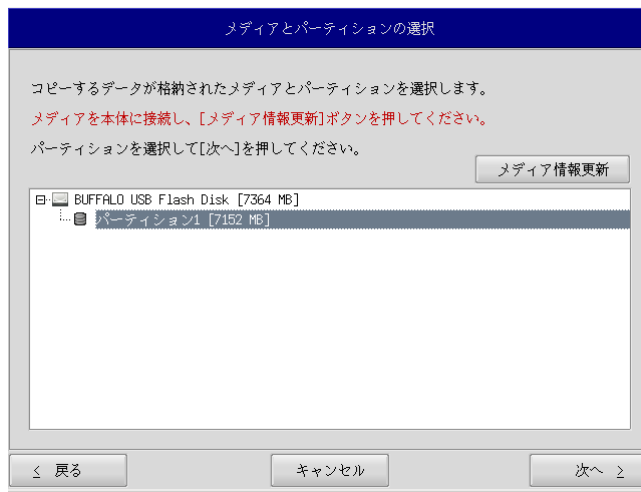 メディアとパーティションの選択
コピーするデータが格納されたメディアとパーティションを選択します。
メディアを本体に接続し、[メディア情報更新]ボタンを押してください。
パーティションを選択して[次へ]を押してください。
メディア情報更新
BUFFALO USB Flash Disk [7364 MB]
パーティション1 [7152 MB]
< 戻る
キャンセル
次へ >